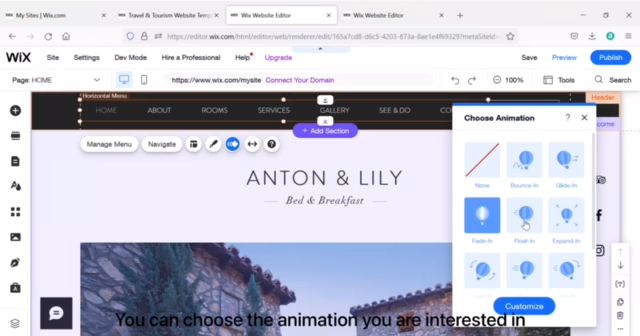 My Sites | Wix.com
Travel & Tourism Website Templ
Wix Website Editor
Wix Website Editor
https://editor.wix.com/html/editor/web/renderer/edit/165a7cd8-d6c5-4203-873a-8ae1e4f69329?metaSiteId=
WiX
Site
Settings
Dev Mode
Hire a Professional
Help
Upgrade
Save
Preview
Publish
Page: HOME
https://www.wix.com/mysite Connect Your Domain
100%
Tools
Search
Horizontal Menu
Header
HOME
ABOUT
ROOMS
SERVICES
GALLERY
SEE & DO
+ Add Section
Choose Animation
?
Manage Menu
Navigate
None
Bounce-In
Glide-In
ANTON & LILY
Bed & Breakfast
Fade-In
Float-In
Expand-In
Customize
You can choose the animation you are interested in